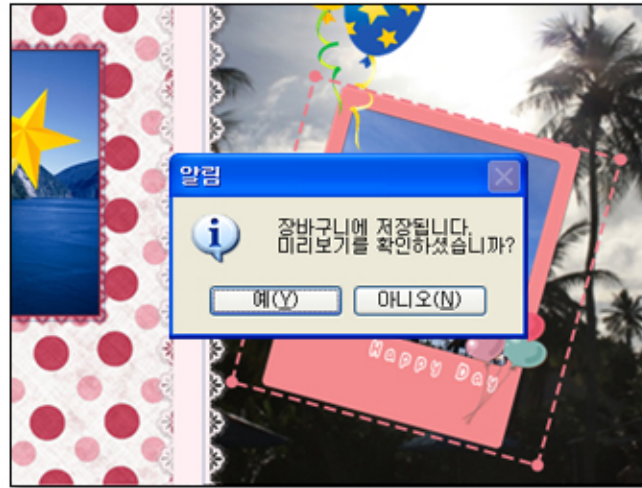 알림
장바구니에 저장됩니다.
미리보기를 확인하셨습니까?
예(Y)
아니오(N)
Happy Day